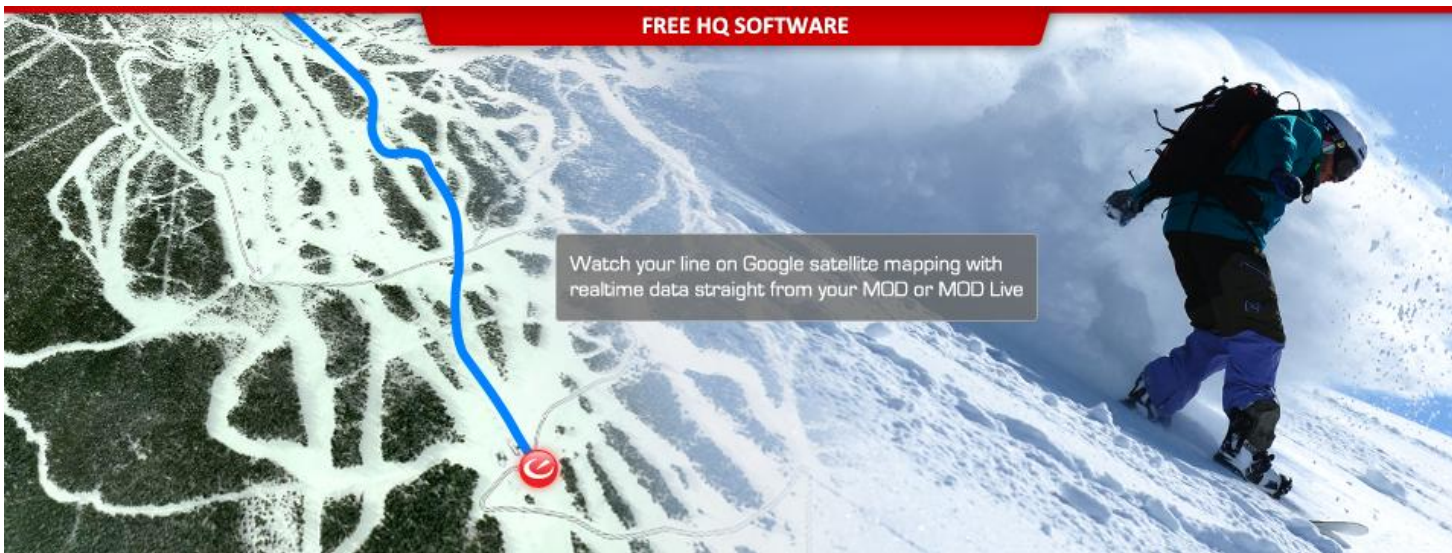 FREE HQ SOFTWARE
Watch your line on Google satellite mapping with
realtime data straight from your MOD or MOD Live